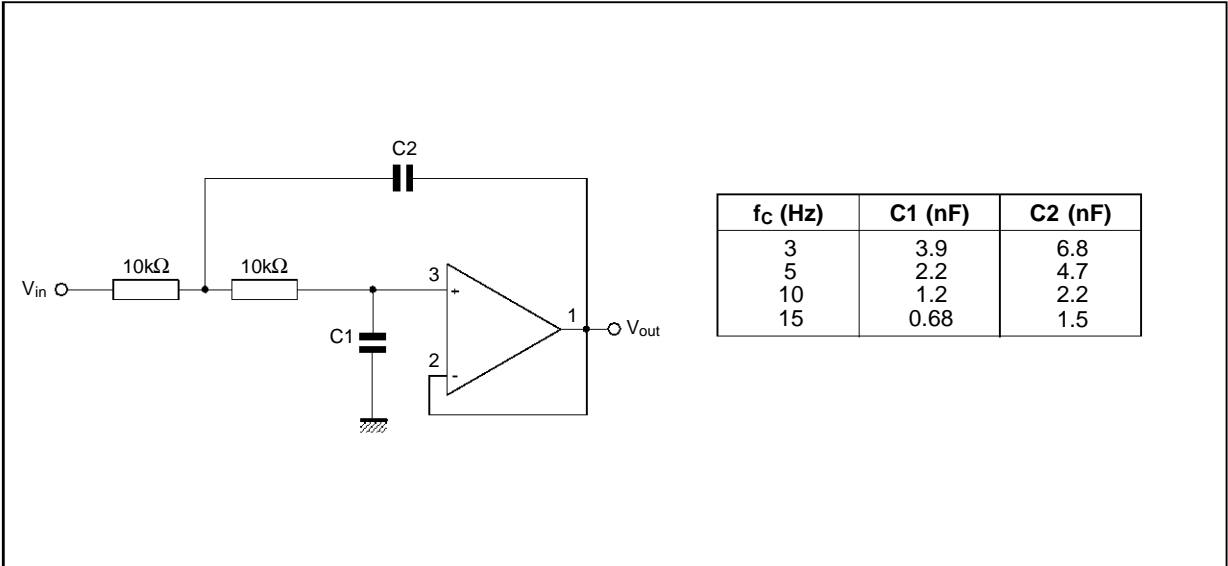 C2
10kΩ
10kΩ
V_in
3
+
C1
1
V_out
2
-
f_C (Hz) C1 (nF) C2 (nF)
3 3.9 6.8
5 2.2 4.7
10 1.2 2.2
15 0.68 1.5